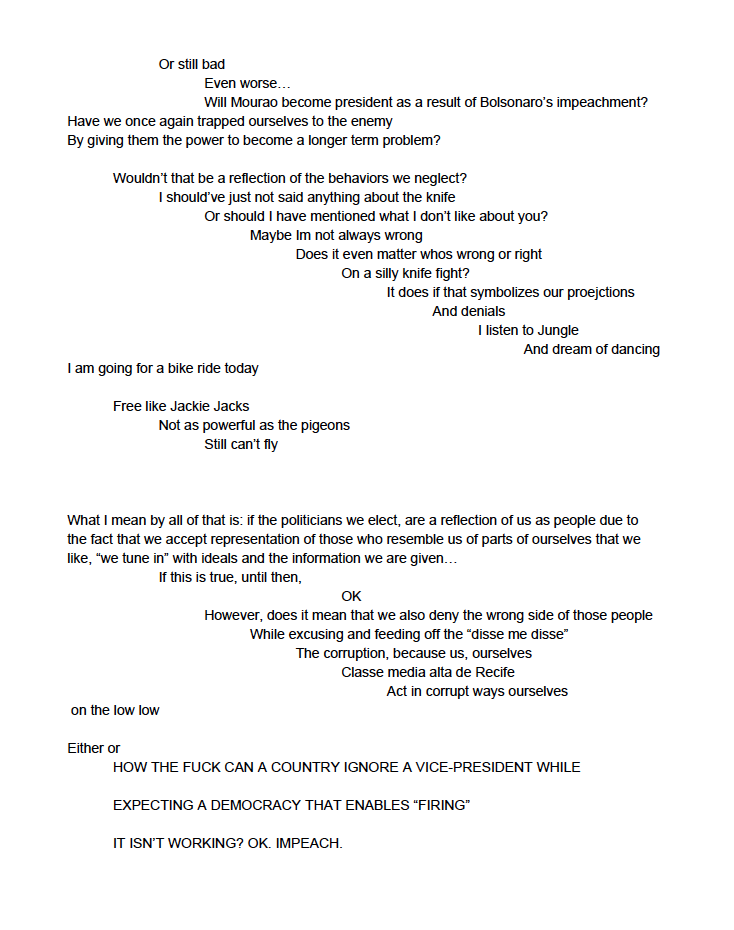 Or still bad
Even worse…
Will Mourao become president as a result of Bolsonaro’s impeachment?
Have we once again trapped ourselves to the enemy
By giving them the power to become a longer term problem?
Wouldn’t that be a reflection of the behaviors we neglect?
I should’ve just not said anything about the knife
Or should I have mentioned what I don’t like about you?
Maybe Im not always wrong
Does it even matter whos wrong or right
On a silly knife fight?
It does if that symbolizes our proejctions
And denials
I listen to Jungle
And dream of dancing
I am going for a bike ride today
Free like Jackie Jacks
Not as powerful as the pigeons
Still can’t fly
What I mean by all of that is: if the politicians we elect, are a reflection of us as people due to
the fact that we accept representation of those who resemble us of parts of ourselves that we
like, “we tune in” with ideals and the information we are given…
If this is true, until then,
OK
However, does it mean that we also deny the wrong side of those people
While excusing and feeding off the “disse me disse”
The corruption, because us, ourselves
Classe media alta de Recife
Act in corrupt ways ourselves
on the low low
Either or
HOW THE FUCK CAN A COUNTRY IGNORE A VICE-PRESIDENT WHILE
EXPECTING A DEMOCRACY THAT ENABLES “FIRING”
IT ISN’T WORKING? OK. IMPEACH.